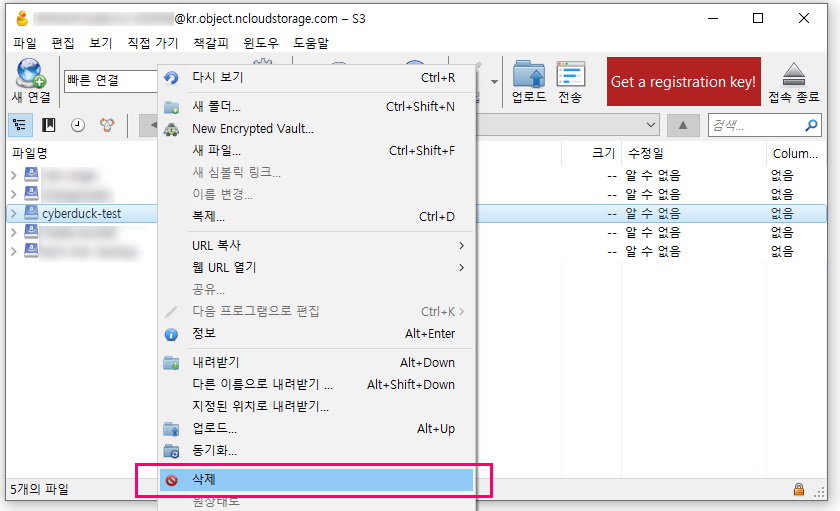 @kr.object.ncloudstorage.com – S3
파일 편집 보기 직접 가기 책갈피 윈도우 도움말
새 연결
빠른 연결
업로드
전송
Get a registration key!
접속 종료
검색...
파일명 크기 수정일 Colum...
-- 알 수 없음 없음
-- 알 수 없음 없음
cyberduck-test -- 알 수 없음 없음
-- 알 수 없음 없음
-- 알 수 없음 없음
다시 보기 Ctrl+R
새 폴더... Ctrl+Shift+N
New Encrypted Vault...
새 파일... Ctrl+Shift+F
새 심볼릭 링크...
이름 변경...
복제... Ctrl+D
URL 복사
웹 URL 열기
공유...
다음 프로그램으로 편집 Ctrl+K
정보 Alt+Enter
내려받기 Alt+Down
다른 이름으로 내려받기 ... Alt+Shift+Down
지정된 위치로 내려받기...
업로드... Alt+Up
동기화...
삭제
원상태로
5개의 파일